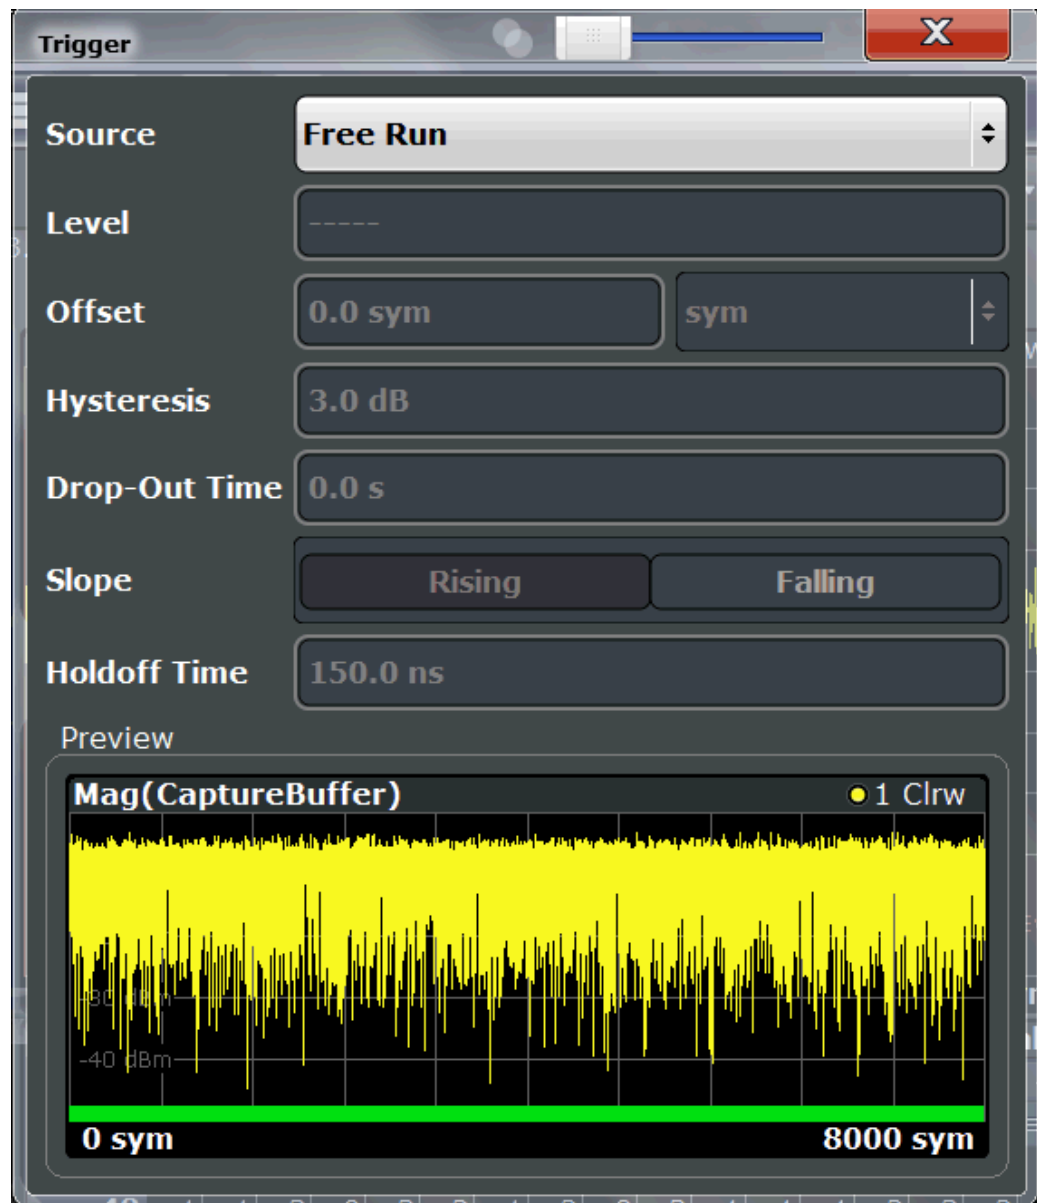 Trigger
X
Source Free Run
Level -----
Offset 0.0 sym sym
Hysteresis 3.0 dB
Drop-Out Time 0.0 s
Slope Rising Falling
Holdoff Time 150.0 ns
Preview
Mag(CaptureBuffer) 1 Clrw
-30 dBm
-40 dBm
0 sym 8000 sym